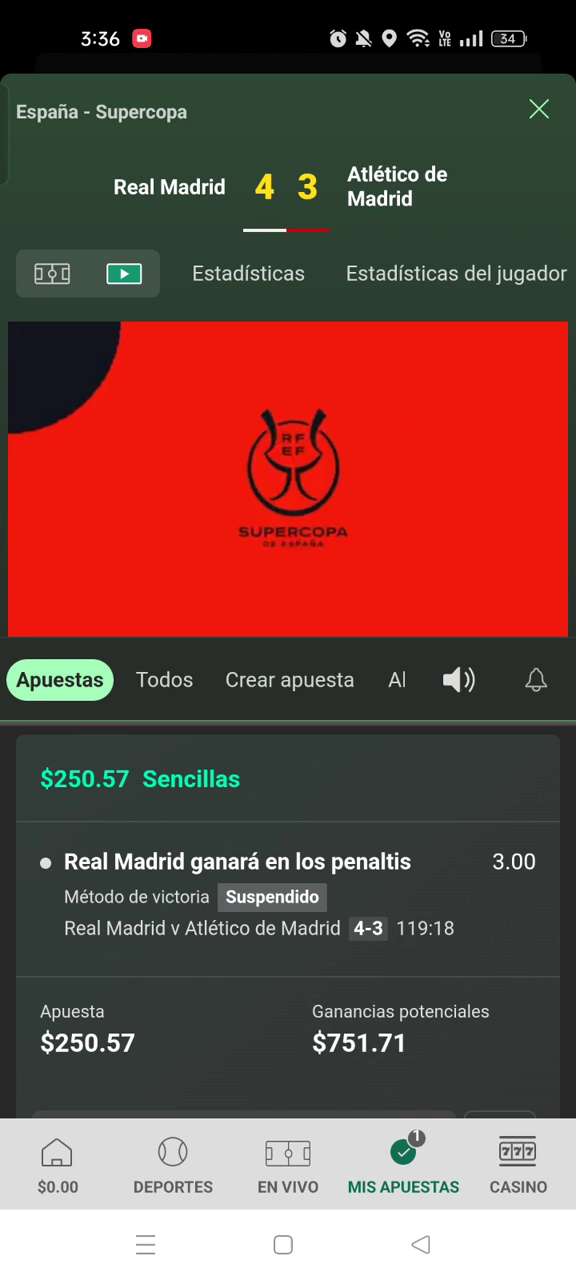 3:36
Vo
LTE
34
España - Supercopa
Real Madrid
4 3
Atlético de
Madrid
Estadísticas
Estadísticas del jugador
RF
EF
SUPERCOPA
DE ESPAÑA
Apuestas
Todos
Crear apuesta
Al
$250.57 Sencillas
Real Madrid ganará en los penaltis 3.00
Método de victoria Suspendido
Real Madrid v Atlético de Madrid 4-3 119:18
Apuesta
Ganancias potenciales
$250.57
$751.71
1
777
$0.00
DEPORTES
EN VIVO
MIS APUESTAS
CASINO